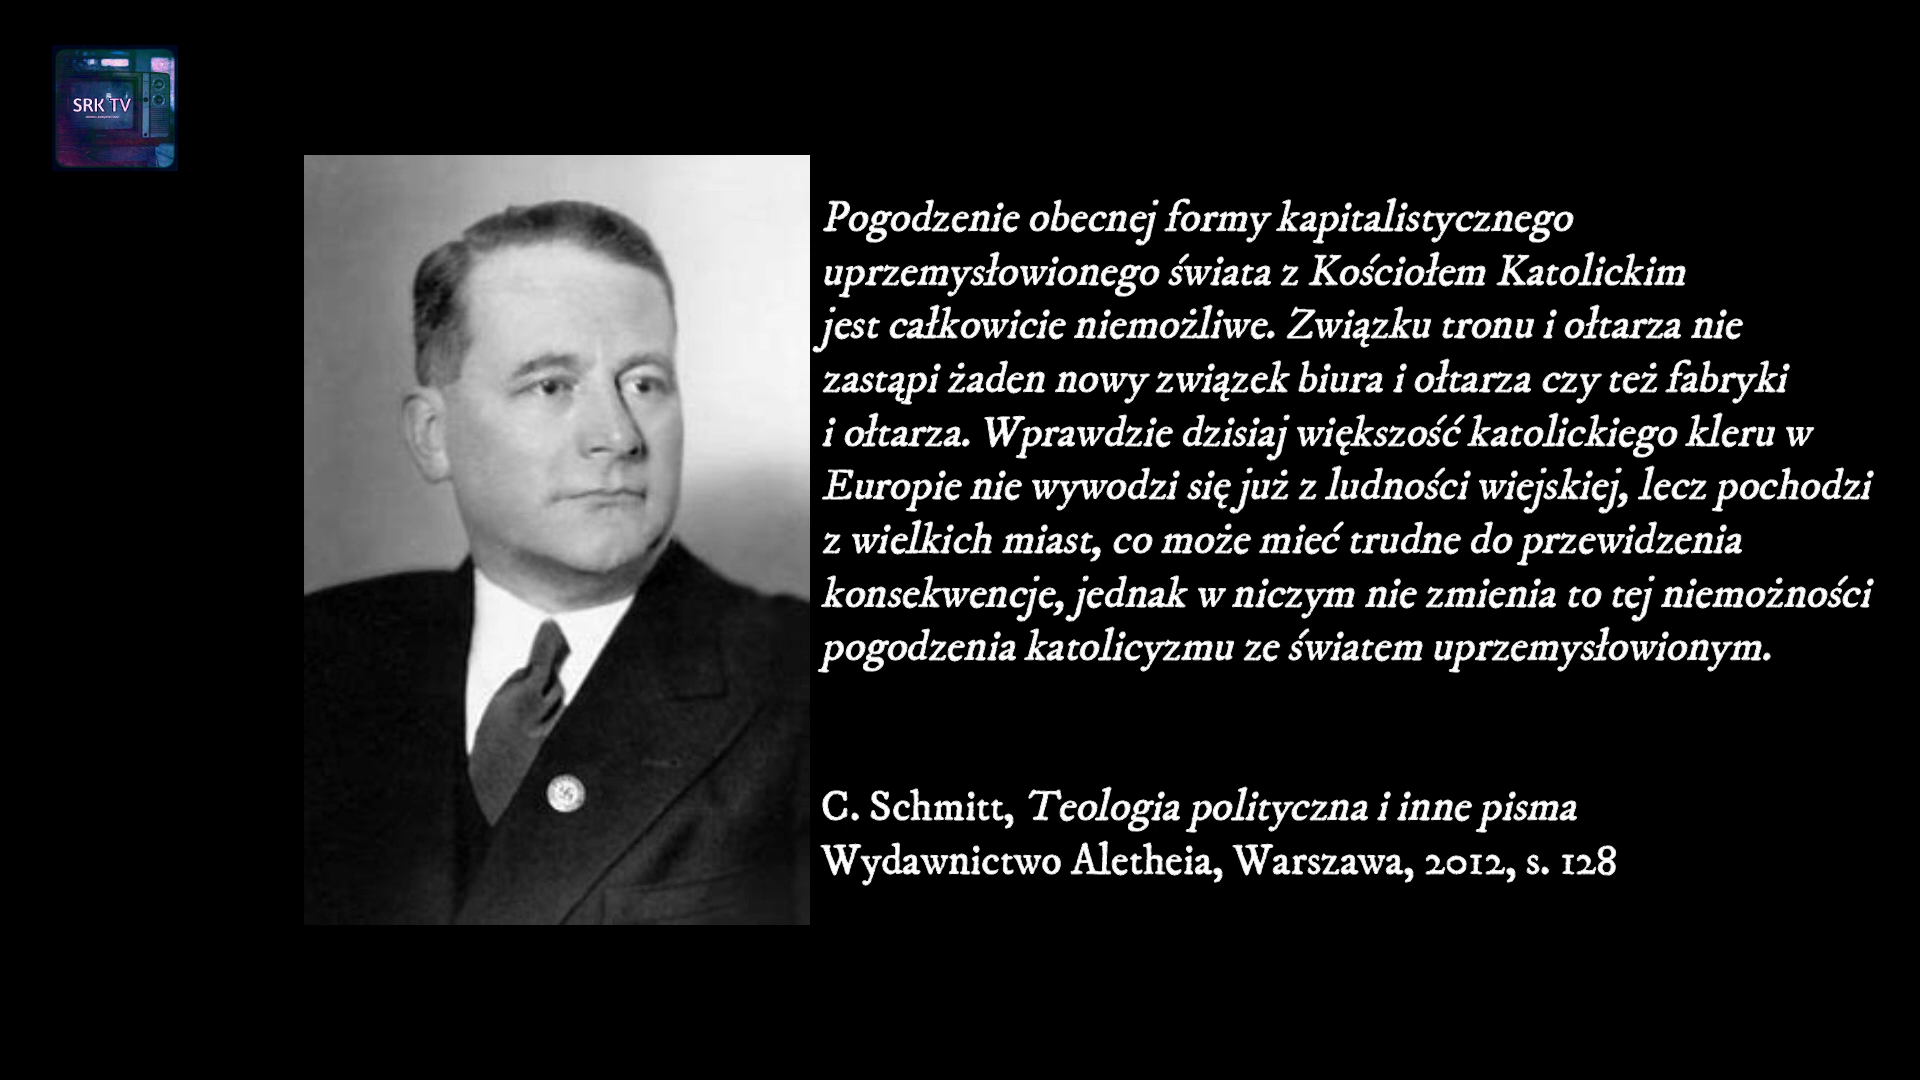 SRK TV
Pogodzenie obecnej formy kapitalistycznego
uprzemysłowionego świata z Kościołem Katolickim
jest całkowicie niemożliwe. Związku tronu i ołtarza nie
zastąpi żaden nowy związek biura i ołtarza czy też fabryki
i ołtarza. Wprawdzie dzisiaj większość katolickiego kleru w
Europie nie wywodzi się już z ludności wiejskiej, lecz pochodzi
z wielkich miast, co może mieć trudne do przewidzenia
konsekwencje, jednak w niczym nie zmienia to tej niemożności
pogodzenia katolicyzmu ze światem uprzemysłowionym.
C. Schmitt, Teologia polityczna i inne pisma
Wydawnictwo Aletheia, Warszawa, 2012, s. 128